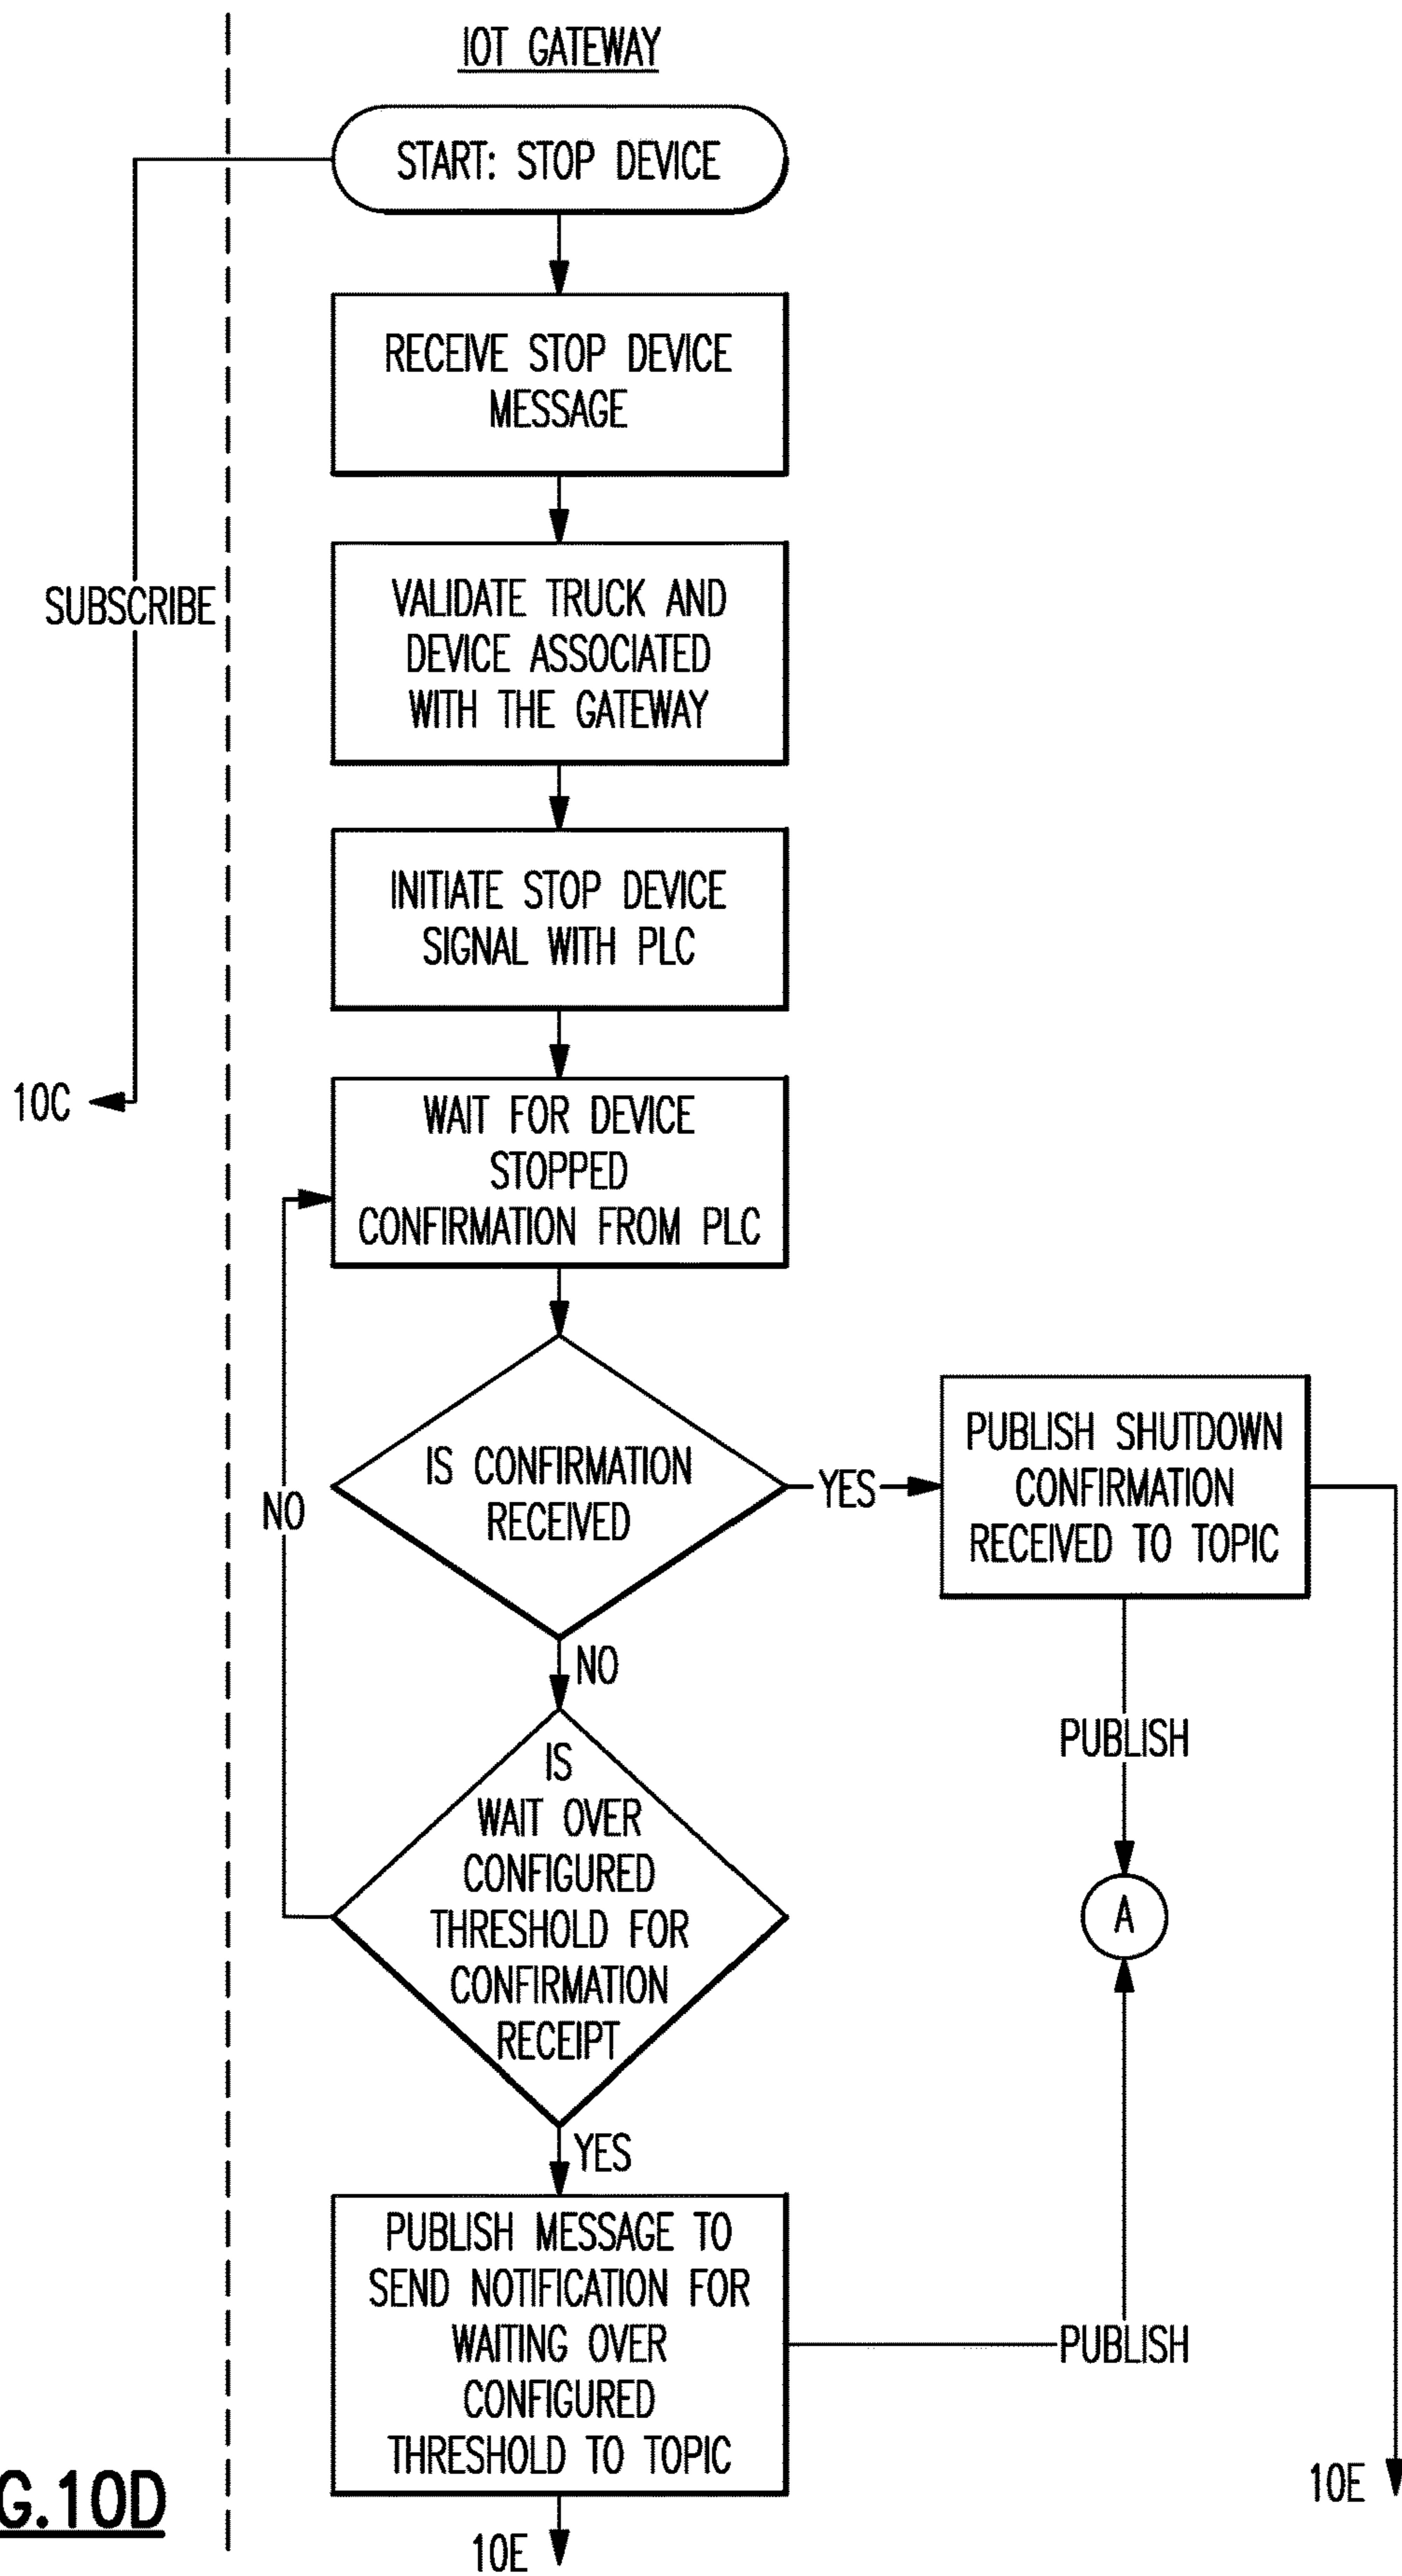 IOT GATEWAY
START: STOP DEVICE
RECEIVE STOP DEVICE
MESSAGE
VALIDATE TRUCK AND
DEVICE ASSOCIATED
WITH THE GATEWAY
SUBSCRIBE
INITIATE STOP DEVICE
SIGNAL WITH PLC
10C
WAIT FOR DEVICE
STOPPED
CONFIRMATION FROM PLC
IS CONFIRMATION
RECEIVED
YES
PUBLISH SHUTDOWN
CONFIRMATION
RECEIVED TO TOPIC
NO
NO
PUBLISH
IS
WAIT OVER
CONFIGURED
THRESHOLD FOR
CONFIRMATION
RECEIPT
A
YES
PUBLISH MESSAGE TO
SEND NOTIFICATION FOR
WAITING OVER
CONFIGURED
THRESHOLD TO TOPIC
PUBLISH
10E
G.10D
10E